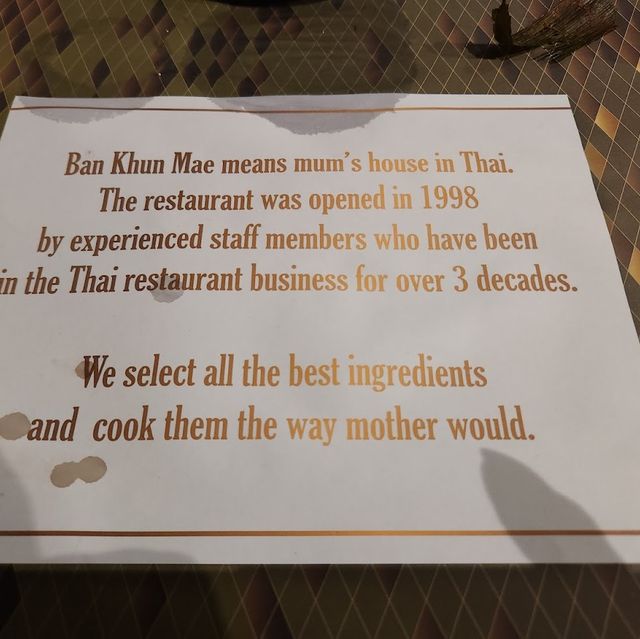 Ban Khun Mae means mum's house in Thai.
The restaurant was opened in 1998
by experienced staff members who have been
in the Thai restaurant business for over 3 decades.
We select all the best ingredients
and cook them the way mother would.